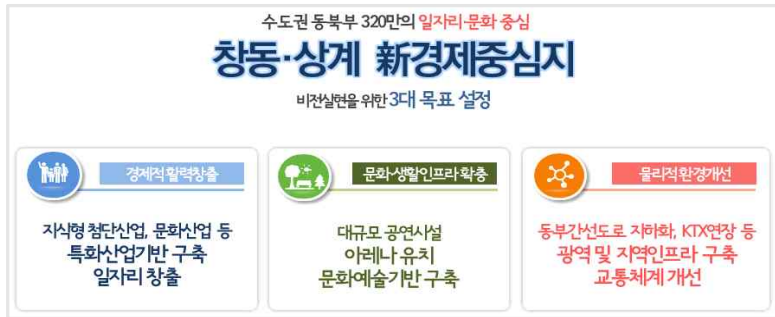 수도권 동북부 320만의 일자리·문화 중심
창동·상계 新경제중심지
비전실현을 위한 3대 목표 설정
경제적활력창출
지식형 첨단산업, 문화산업 등
특화산업기반 구축
일자리 창출
문화·생활인프라확충
대규모 공연시설
아레나 유치
문화예술기반 구축
물리적환경개선
동부간선도로 지하화, KTX연장 등
광역 및 지역인프라 구축
교통체계 개선